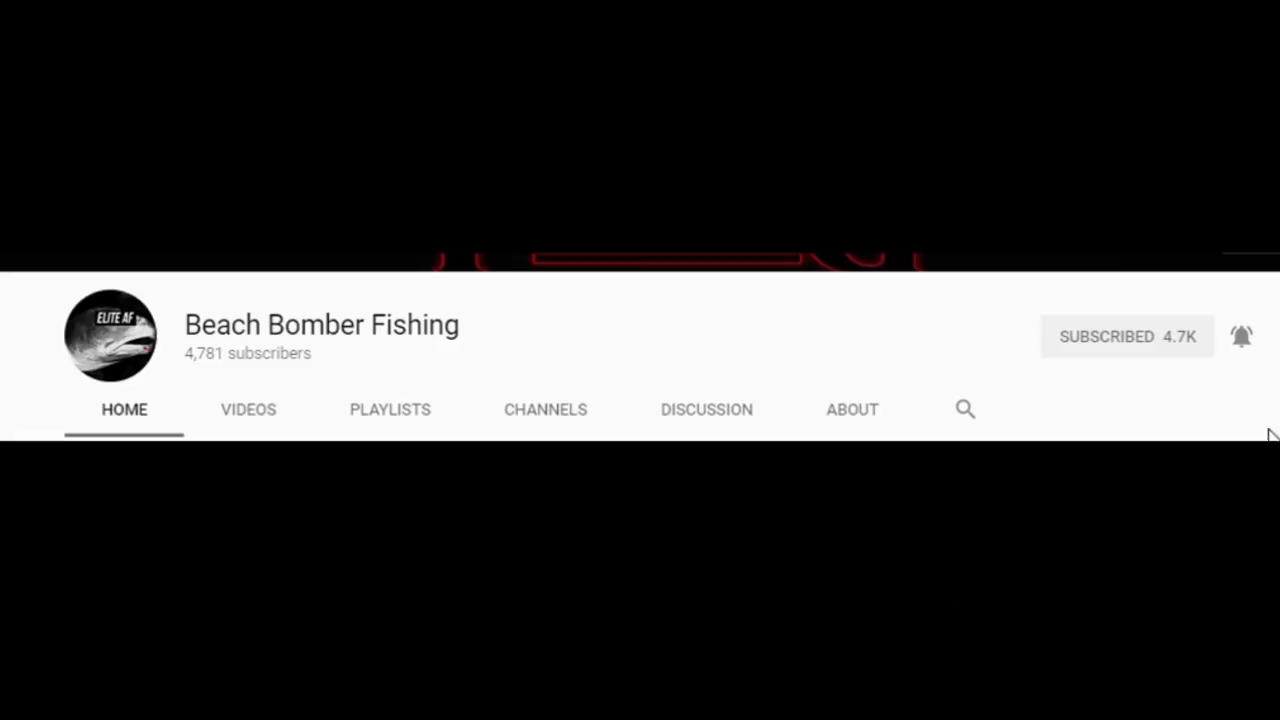 ELITE AF
Beach Bomber Fishing
4,781 subscribers
SUBSCRIBED 4.7K
HOME VIDEOS PLAYLISTS CHANNELS DISCUSSION ABOUT